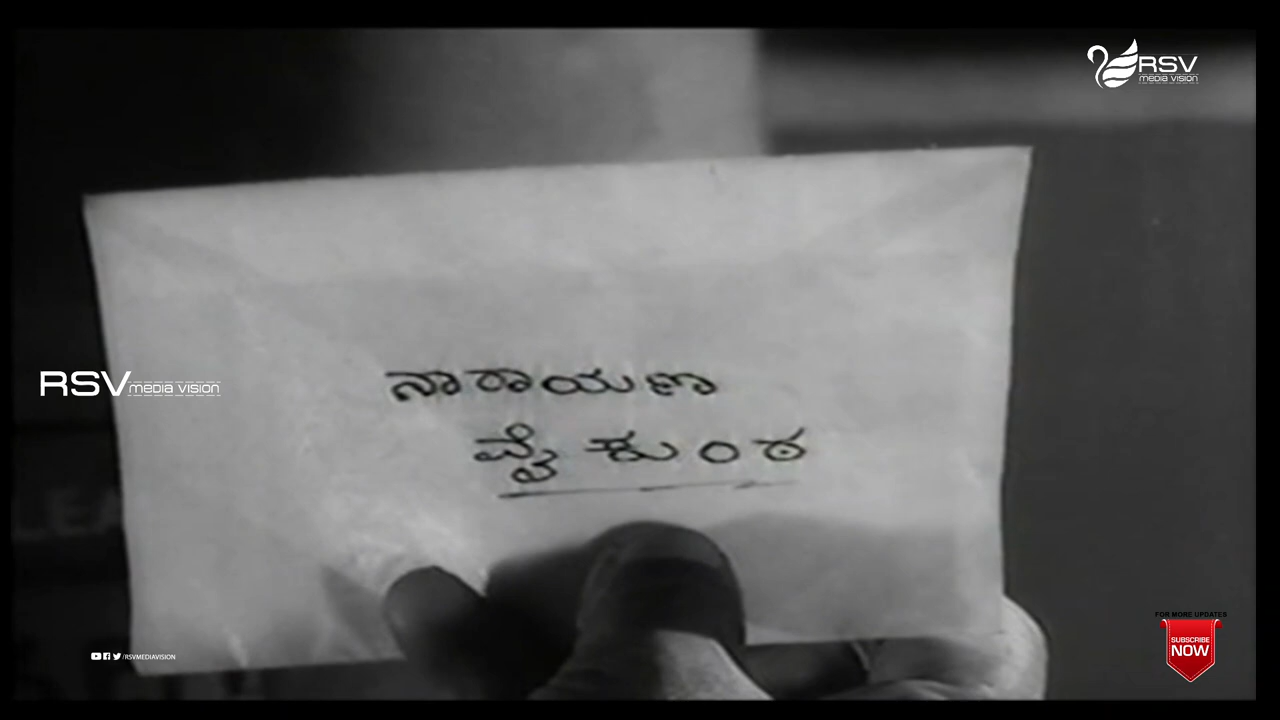 RSV
media vision
ನಾರಾಯಣ
RSV media vision
ವೈಕುಂಠ
FOR MORE UPDATES
SUBSCRIBE
NOW
/RSVMEDIAVISION